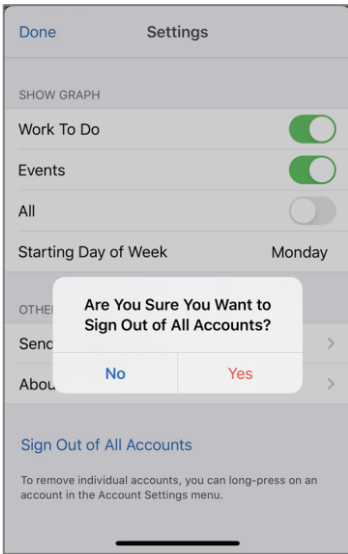 Done Settings
SHOW GRAPH
Work To Do
Events
All
Starting Day of Week Monday
Are You Sure You Want to
Sign Out of All Accounts?
No Yes
Sign Out of All Accounts
To remove individual accounts, you can long-press on an
account in the Account Settings menu.